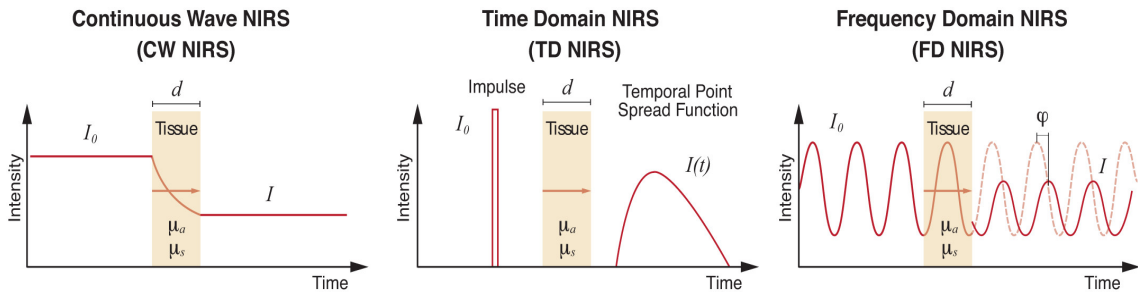 Continuous Wave NIRS
(CW NIRS)
d
Tissue
I₀
I
μₐ
μₛ
Intensity
Time
Time Domain NIRS
(TD NIRS)
Impulse
d
Temporal Point
Spread Function
I₀
Tissue
I(t)
μₐ
μₛ
Intensity
Time
Frequency Domain NIRS
(FD NIRS)
d
φ
I₀
Tissue
I
μₐ
μₛ
Intensity
Time